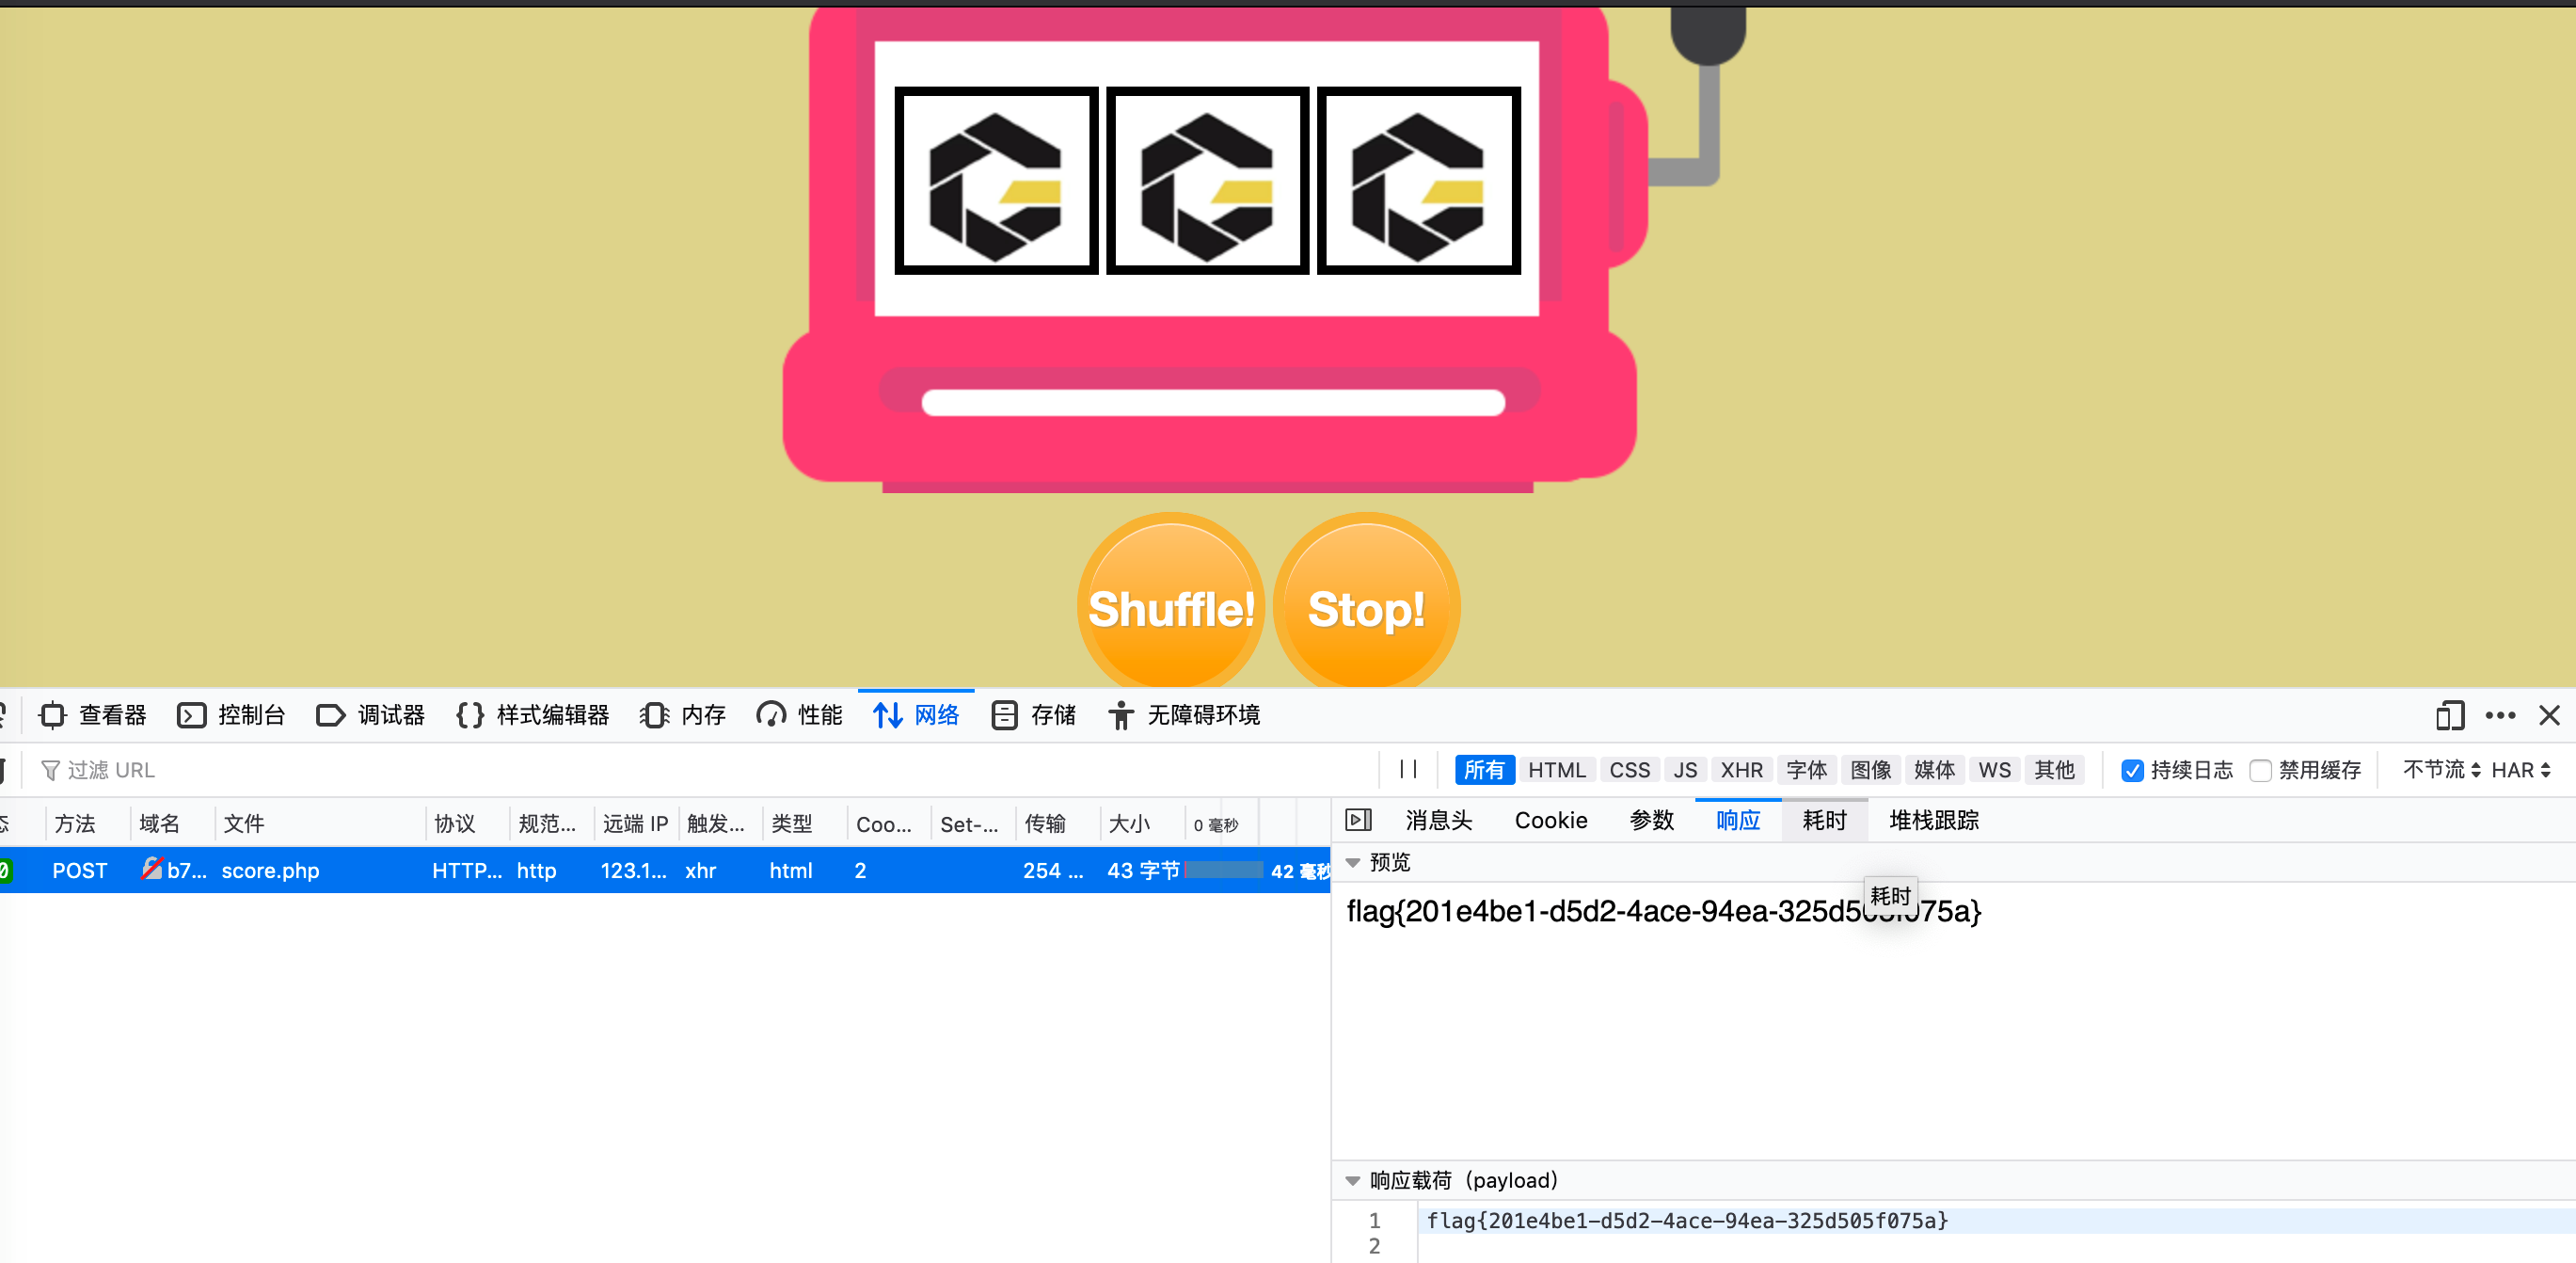 Shuffle! Stop!
查看器 控制台 调试器 {} 样式编辑器 内存 性能 网络 存储 无障碍环境
过滤 URL 所有 HTML CSS JS XHR 字体 图像 媒体 WS 其他 持续日志 禁用缓存 不节流 HAR
方法 域名 文件 协议 规范... 远端 IP 触发... 类型 Coo... Set-... 传输 大小 0 毫秒
POST b7... score.php HTTP... http 123.1... xhr html 2 254 ... 43 字节 42 毫秒
消息头 Cookie 参数 响应 耗时 堆栈跟踪
预览
耗时
flag{201e4be1-d5d2-4ace-94ea-325d505f075a}
响应载荷（payload）
1 flag{201e4be1-d5d2-4ace-94ea-325d505f075a}
2